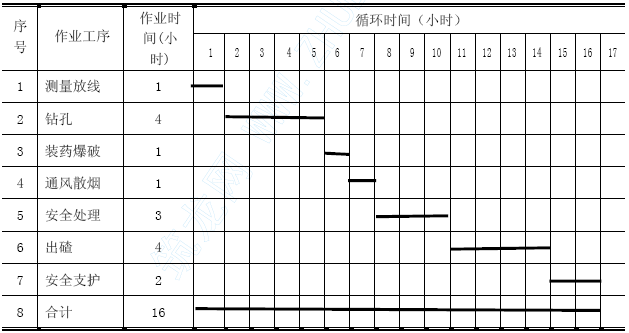 序号 作业工序 作业时间(小时) 循环时间（小时）
1 2 3 4 5 6 7 8 9 10 11 12 13 14 15 16 17
1 测量放线 1
2 钻孔 4
3 装药爆破 1
4 通风散烟 1
5 安全处理 3
6 出碴 4
7 安全支护 2
8 合计 16